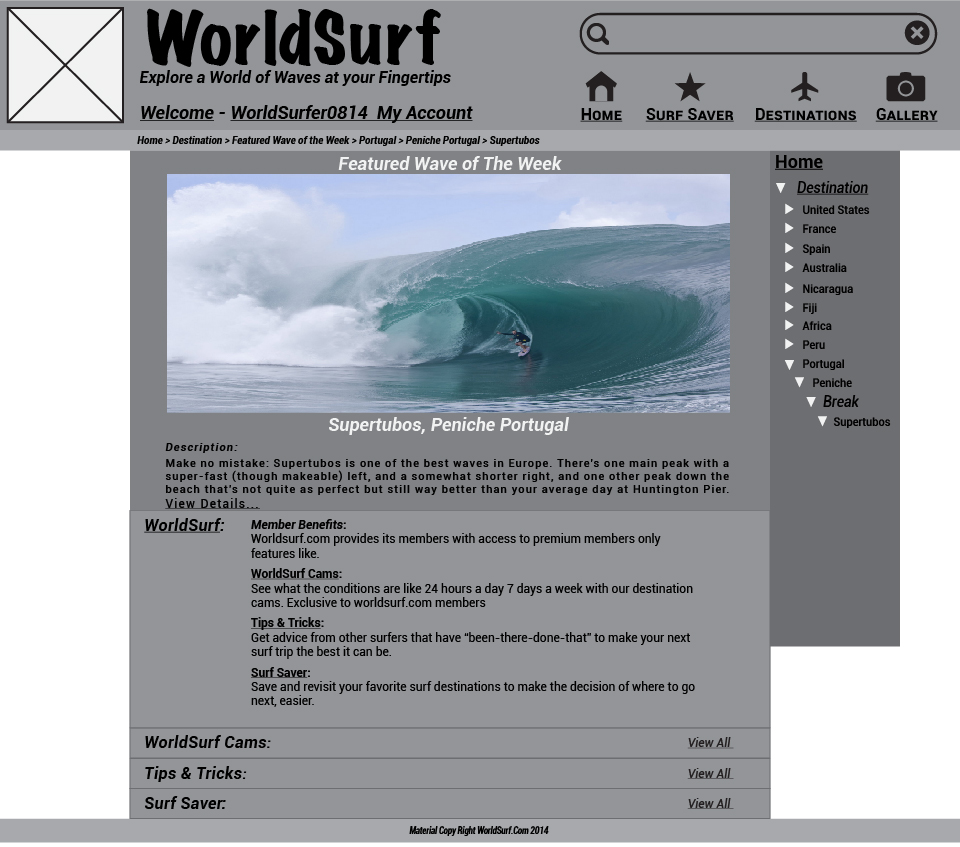 WorldSurf
Explore a World of Waves at your Fingertips
Welcome - WorldSurfer0814  My Account
Home
Surf Saver
Destinations
Gallery
Home > Destination > Featured Wave of the Week > Portugal > Peniche Portugal > Supertubos
Featured Wave of The Week
Supertubos, Peniche Portugal
Description:
Make no mistake: Supertubos is one of the best waves in Europe. There's one main peak with a
super-fast (though makeable) left, and a somewhat shorter right, and one other peak down the
beach that's not quite as perfect but still way better than your average day at Huntington Pier.
View Details...
Home
Destination
United States
France
Spain
Australia
Nicaragua
Fiji
Africa
Peru
Portugal
Peniche
Break
Supertubos
WorldSurf:
Member Benefits:
Worldsurf.com provides its members with access to premium members only
features like.
WorldSurf Cams:
See what the conditions are like 24 hours a day 7 days a week with our destination
cams. Exclusive to worldsurf.com members
Tips & Tricks:
Get advice from other surfers that have “been-there-done-that” to make your next
surf trip the best it can be.
Surf Saver:
Save and revisit your favorite surf destinations to make the decision of where to go
next, easier.
WorldSurf Cams:
View All
Tips & Tricks:
View All
Surf Saver:
View All
Material Copy Right WorldSurf.Com 2014